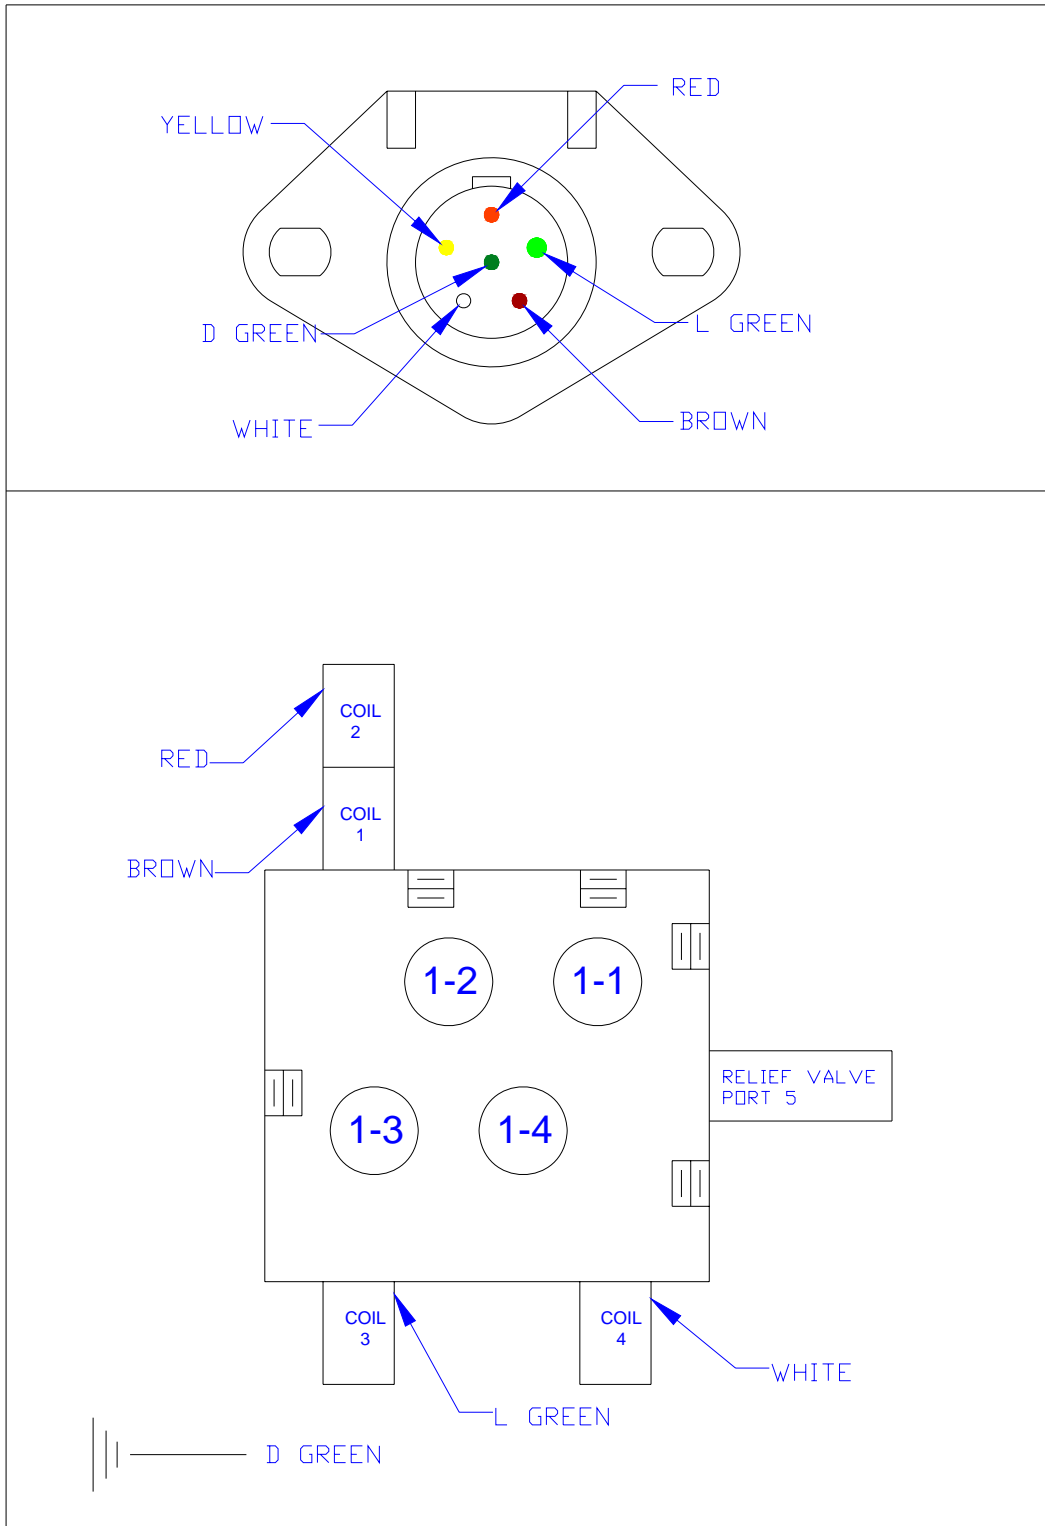 RED
YELLOW
D GREEN
L GREEN
WHITE
BROWN
COIL
2
RED
COIL
1
BROWN
1-2
1-1
RELIEF VALVE
PORT 5
1-3
1-4
COIL
3
COIL
4
WHITE
L GREEN
D GREEN